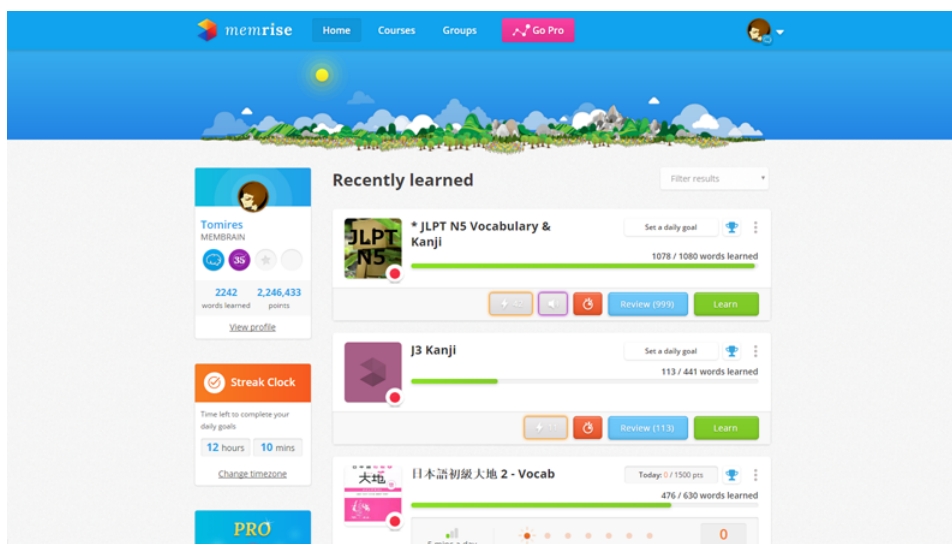 memrise Home Courses Groups Go Pro
Recently learned
Filter results
Tomires
MEMBRAIN
35
2242 2,246,433
words learned points
View profile
Streak Clock
Time left to complete your
daily goals
12 hours 10 mins
Change timezone
PRO
JLPT
N5
* JLPT N5 Vocabulary &
Kanji
Set a daily goal
1078 / 1080 words learned
Review (999)
Learn
J3 Kanji
Set a daily goal
113 / 441 words learned
Review (113)
Learn
大地
日本語初級大地 2 - Vocab
Today: 0 / 1500 pts
476 / 630 words learned
5 mins a day
0